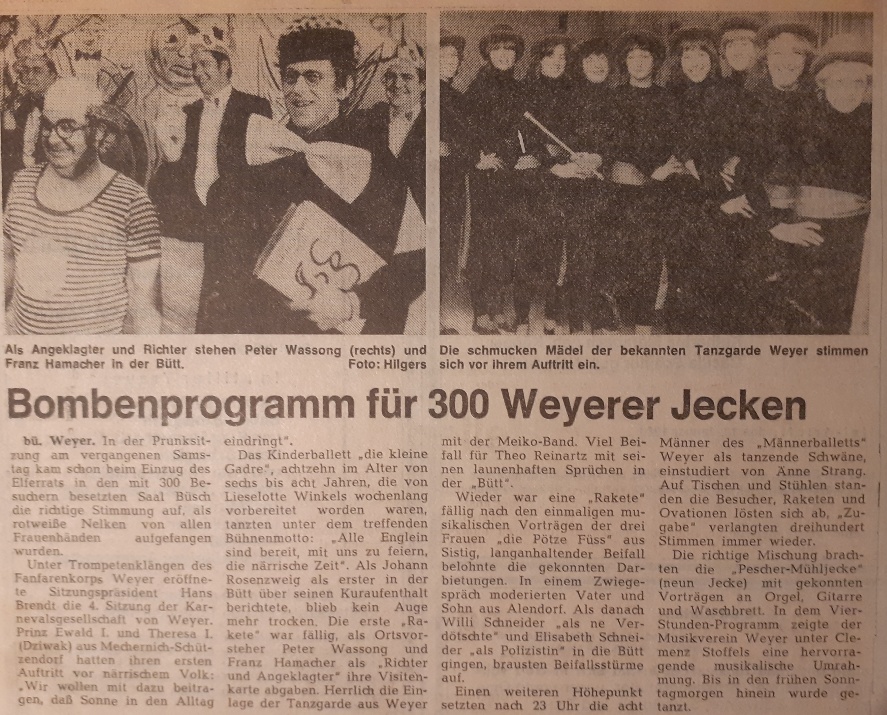 Als Angeklagter und Richter stehen Peter Wassong (rechts) und
Franz Hamacher in der Bütt. Foto: Hilgers
Die schmucken Mädel der bekannten Tanzgarde Weyer stimmen
sich vor ihrem Auftritt ein.
Bombenprogramm für 300 Weyerer Jecken
bü. Weyer. In der Prunksit-
zung am vergangenen Sams-
tag kam schon beim Einzug des
Elferrats in den mit 300 Be-
suchern besetzten Saal Büsch
die richtige Stimmung auf, als
rotweiße Nelken von allen
Frauenhänden aufgefangen
wurden.
Unter Trompetenklängen des
Fanfarenkorps Weyer eröffne-
te Sitzungspräsident Hans
Brendt die 4. Sitzung der Kar-
nevalsgesellschaft von Weyer.
Prinz Ewald I. und Theresa I.
(Dziwak) aus Mechernich-Schüt-
zendorf hatten ihren ersten
Auftritt vor närrischem Volk:
„Wir wollen mit dazu beitra-
gen, daß Sonne in den Alltag
eindringt".
Das Kinderballett „die kleine
Gadre", achtzehn im Alter von
sechs bis acht Jahren, die von
Lieselotte Winkels wochenlang
vorbereitet worden waren,
tanzten unter dem treffenden
Bühnenmotto: „Alle Englein
sind bereit, mit uns zu feiern,
die närrische Zeit". Als Johann
Rosenzweig als erster in der
Bütt über seinen Kuraufenthalt
berichtete, blieb kein Auge
mehr trocken. Die erste „Ra-
kete" war fällig, als Ortsvor-
steher Peter Wassong und
Franz Hamacher als „Richter
und Angeklagter" ihre Visiten-
karte abgaben. Herrlich die Ein-
lage der Tanzgarde aus Weyer
mit der Meiko-Band. Viel Bei-
fall für Theo Reinartz mit sei-
nen launenhaften Sprüchen in
der „Bütt".
Wieder war eine „Rakete"
fällig nach den einmaligen mu-
sikalischen Vorträgen der drei
Frauen „die Pötze Füss" aus
Sistig, langanhaltender Beifall
belohnte die gekonnten Dar-
bietungen. In einem Zwiege-
spräch moderierten Vater und
Sohn aus Alendorf. Als danach
Willi Schneider „als ne Ver-
dötschte" und Elisabeth Schnei-
der „als Polizistin" in die Bütt
gingen, brausten Beifallsstürme
auf.
Einen weiteren Höhepunkt
setzten nach 23 Uhr die acht
Männer des „Männerballetts"
Weyer als tanzende Schwäne,
einstudiert von Änne Strang.
Auf Tischen und Stühlen stan-
den die Besucher, Raketen und
Ovationen lösten sich ab, „Zu-
gabe" verlangten dreihundert
Stimmen immer wieder.
Die richtige Mischung brach-
ten die „Pescher-Mühljecke"
(neun Jecke) mit gekonnten
Vorträgen an Orgel, Gitarre
und Waschbrett. In dem Vier-
Stunden-Programm zeigte der
Musikverein Weyer unter Cle-
menz Stoffels eine hervorra-
gende musikalische Umrah-
mung. Bis in den frühen Sonn-
tagmorgen hinein wurde ge-
tanzt.